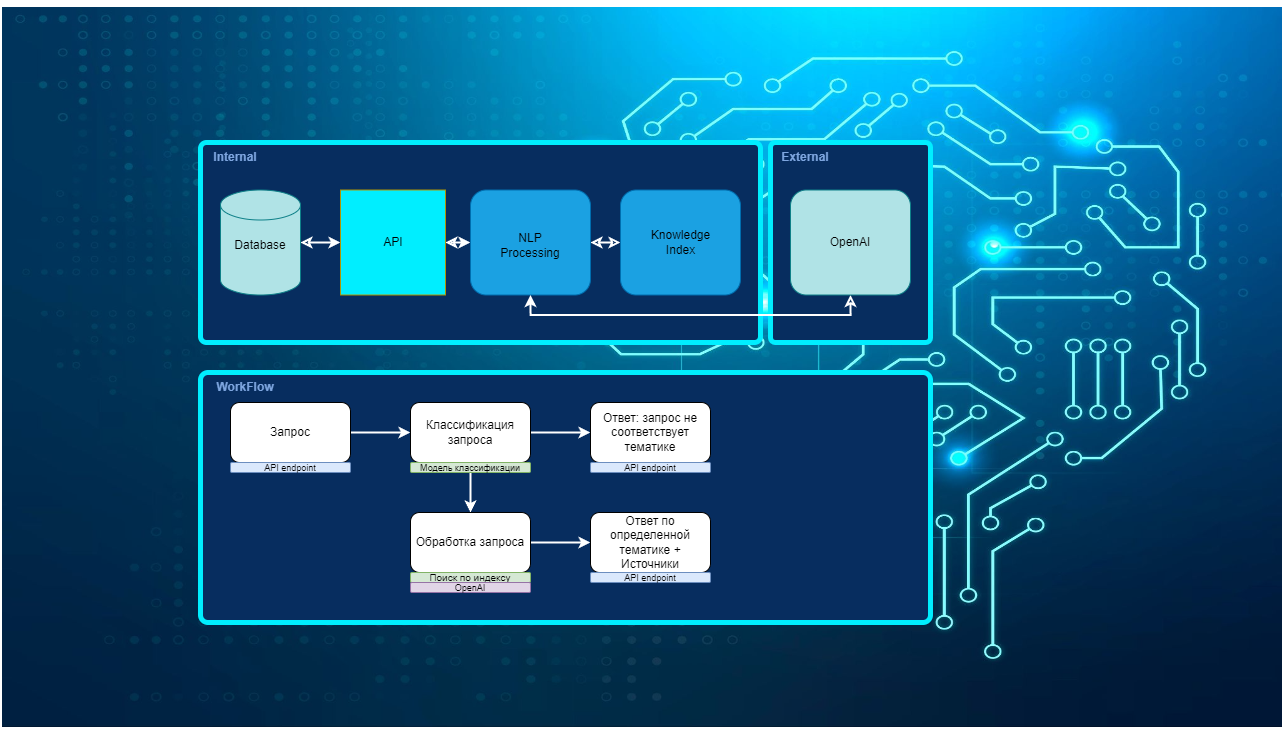 Internal
External
Database
API
NLP
Processing
Knowledge
Index
OpenAI
WorkFlow
Запрос
API endpoint
Классификация
запроса
Модель классификации
Ответ: запрос не
соответствует
тематике
API endpoint
Обработка запроса
Поиск по индексу
OpenAI
Ответ по
определенной
тематике +
Источники
API endpoint